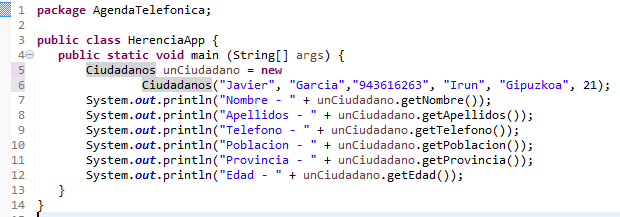 1 package AgendaTelefonica;
2
3 public class HerenciaApp {
4 public static void main (String[] args) {
5 Ciudadanos unCiudadano = new
6 Ciudadanos("Javier", "Garcia","943616263", "Irun", "Gipuzkoa", 21);
7 System.out.println("Nombre - " + unCiudadano.getNombre());
8 System.out.println("Apellidos - " + unCiudadano.getApellidos());
9 System.out.println("Telefono - " + unCiudadano.getTelefono());
10 System.out.println("Poblacion - " + unCiudadano.getPoblacion());
11 System.out.println("Provincia - " + unCiudadano.getProvincia());
12 System.out.println("Edad - " + unCiudadano.getEdad());
13 }
14 }